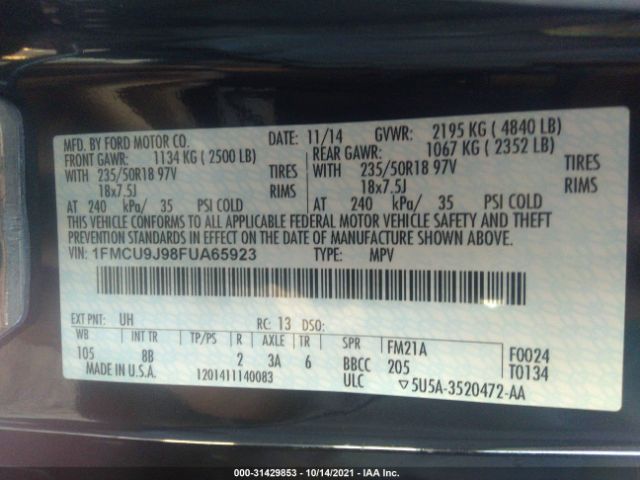 MFD. BY FORD MOTOR CO. DATE: 11/14 GVWR: 2195 KG ( 4840 LB)
FRONT GAWR: 1134 KG ( 2500 LB) REAR GAWR: 1067 KG ( 2352 LB)
WITH 235/50R18 97V TIRES WITH 235/50R18 97V TIRES
18x7.5J RIMS 18x7.5J RIMS
AT 240 kPa/ 35 PSI COLD AT 240 kPa/ 35 PSI COLD
THIS VEHICLE CONFORMS TO ALL APPLICABLE FEDERAL MOTOR VEHICLE SAFETY AND THEFT
PREVENTION STANDARDS IN EFFECT ON THE DATE OF MANUFACTURE SHOWN ABOVE.
VIN: 1FMCU9J98FUA65923 TYPE: MPV
EXT PNT: UH RC: 13 DSO:
WB INT TR TP/PS R AXLE TR SPR FM21A F0024
105 8B 2 3A 6 BBCC 205 T0134
MADE IN U.S.A. 1201411140083 ULC ▽5U5A-3520472-AA
000-31429853 - 10/14/2021 - IAA Inc.